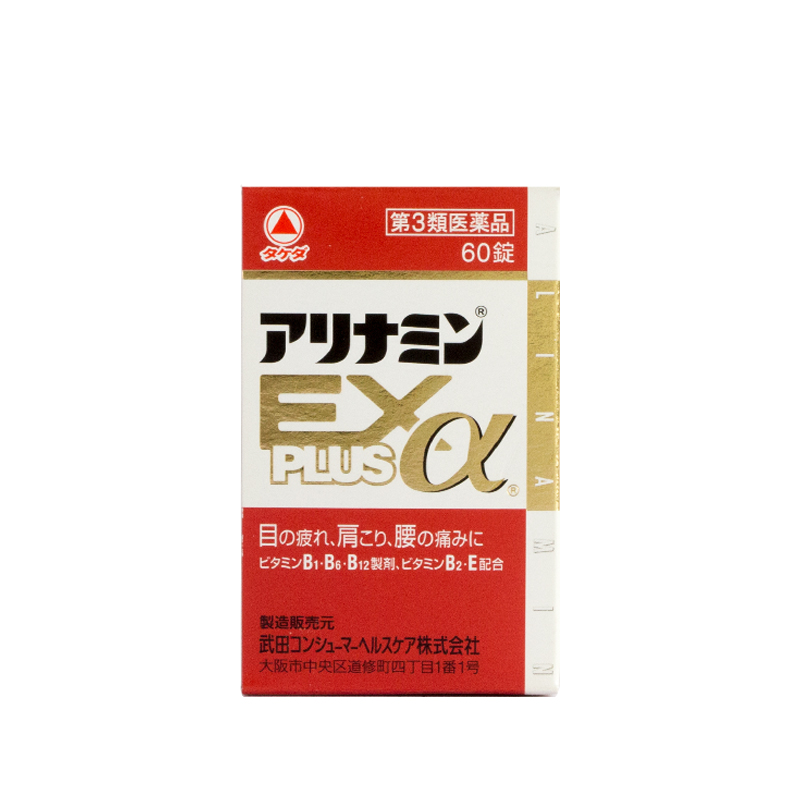 タケダ
第3類医薬品
60錠
アリナミン®
EX
PLUS α®
目の疲れ、肩こり、腰の痛みに
ビタミンB1・B6・B12製剤、ビタミンB2・E配合
製造販売元
武田コンシューマーヘルスケア株式会社
大阪市中央区道修町四丁目1番1号
ALINAMIN